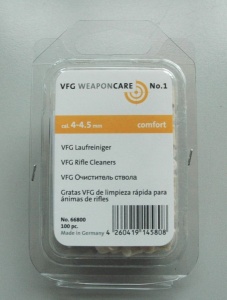 VFG WEAPONCARE No.1
cal. 4-4.5 mm comfort
VFG Laufreiniger
VFG Rifle Cleaners
VFG Очиститель ствола
Gratas VFG de limpieza rápida para
ánimas de rifles
No. 66800
100 pc.
Made in Germany
4 260419 145808